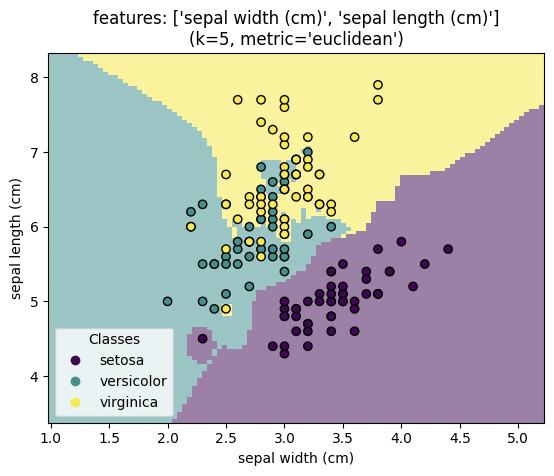 features: ['sepal width (cm)', 'sepal length (cm)']
(k=5, metric='euclidean')
8
7
6
5
4
sepal length (cm)
Classes
setosa
versicolor
virginica
1.0 1.5 2.0 2.5 3.0 3.5 4.0 4.5 5.0
sepal width (cm)